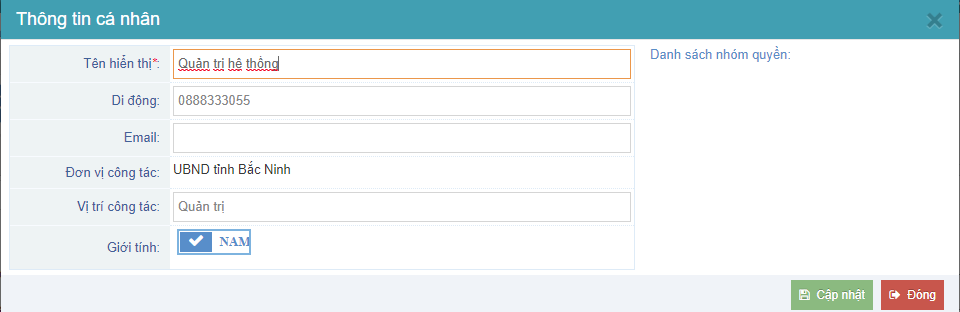 Thông tin cá nhân
Tên hiển thị*: Quản trị hệ thống
Danh sách nhóm quyền:
Di động: 0888333055
Email:
Đơn vị công tác: UBND tỉnh Bắc Ninh
Vị trí công tác: Quản trị
Giới tính: NAM
Cập nhật Đóng